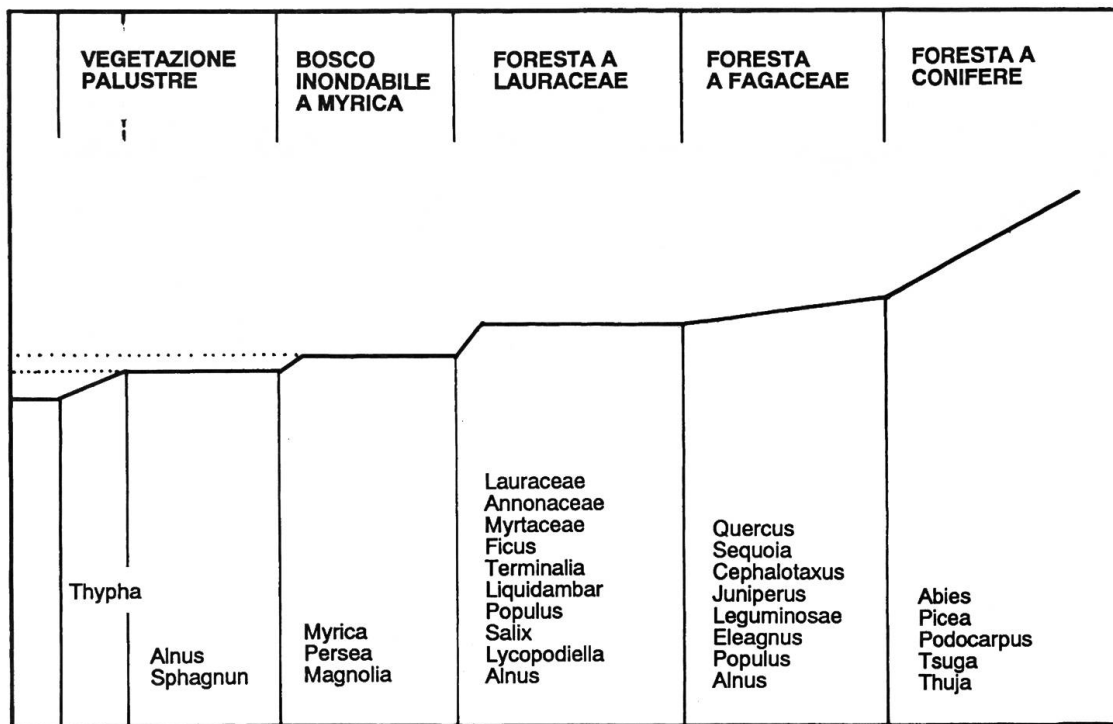 VEGETAZIONE
PALUSTRE
BOSCO
INONDABILE
A MYRICA
FORESTA A
LAURACEAE
FORESTA
A FAGACEAE
FORESTA A
CONIFERE
Thypha
Alnus
Sphagnun
Myrica
Persea
Magnolia
Lauraceae
Annonaceae
Myrtaceae
Ficus
Terminalia
Liquidambar
Populus
Salix
Lycopodiella
Alnus
Quercus
Sequoia
Cephalotaxus
Juniperus
Leguminosae
Eleagnus
Populus
Alnus
Abies
Picea
Podocarpus
Tsuga
Thuja